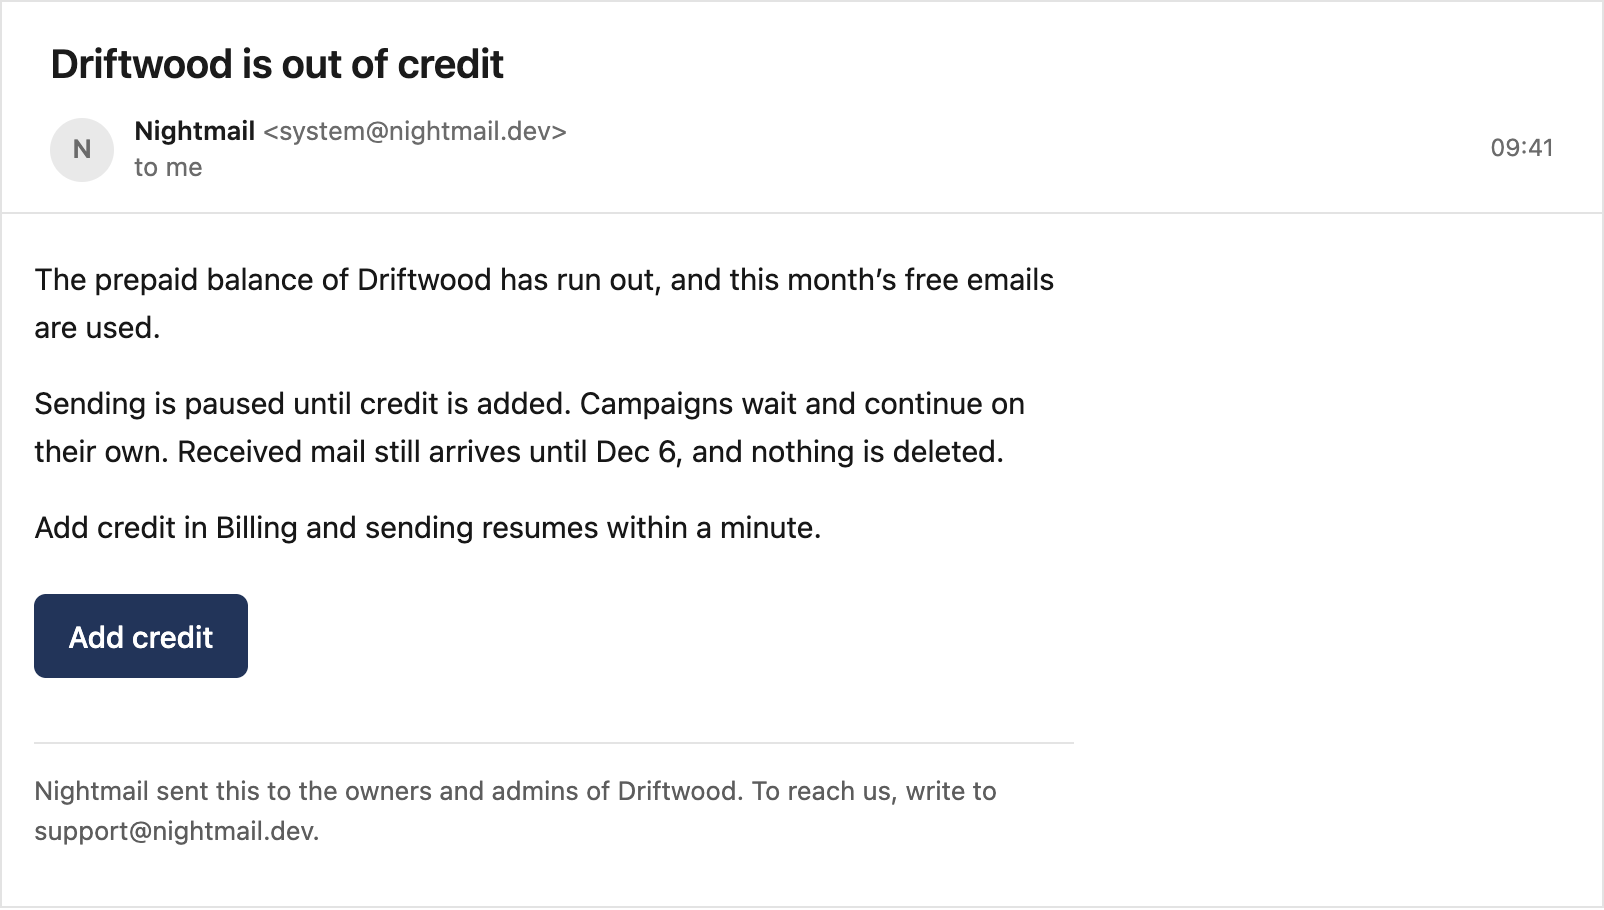 Driftwood is out of credit
N
Nightmail <system@nightmail.dev>
to me
09:41
The prepaid balance of Driftwood has run out, and this month’s free emails
are used.
Sending is paused until credit is added. Campaigns wait and continue on
their own. Received mail still arrives until Dec 6, and nothing is deleted.
Add credit in Billing and sending resumes within a minute.
Add credit
Nightmail sent this to the owners and admins of Driftwood. To reach us, write to
support@nightmail.dev.